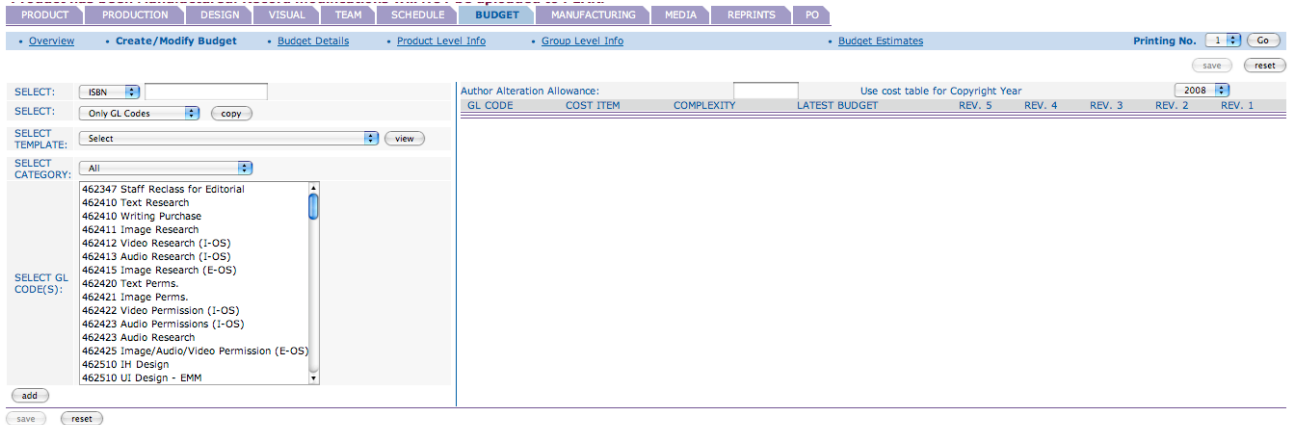 PRODUCT PRODUCTION DESIGN VISUAL TEAM SCHEDULE BUDGET MANUFACTURING MEDIA REPRINTS PO
• Overview • Create/Modify Budget • Budget Details • Product Level Info • Group Level Info • Budget Estimates Printing No. 1 Go
save reset
SELECT: ISBN
SELECT: Only GL Codes copy
SELECT TEMPLATE: Select view
SELECT CATEGORY: All
SELECT GL CODE(S):
462347 Staff Reclass for Editorial
462410 Text Research
462410 Writing Purchase
462411 Image Research
462412 Video Research (I-OS)
462413 Audio Research (I-OS)
462415 Image Research (E-OS)
462420 Text Perms.
462421 Image Perms.
462422 Video Permission (I-OS)
462423 Audio Permissions (I-OS)
462423 Audio Research
462425 Image/Audio/Video Permission (E-OS)
462510 IH Design
462510 UI Design - EMM
add
save reset
Author Alteration Allowance: Use cost table for Copyright Year 2008
GL CODE COST ITEM COMPLEXITY LATEST BUDGET REV. 5 REV. 4 REV. 3 REV. 2 REV. 1